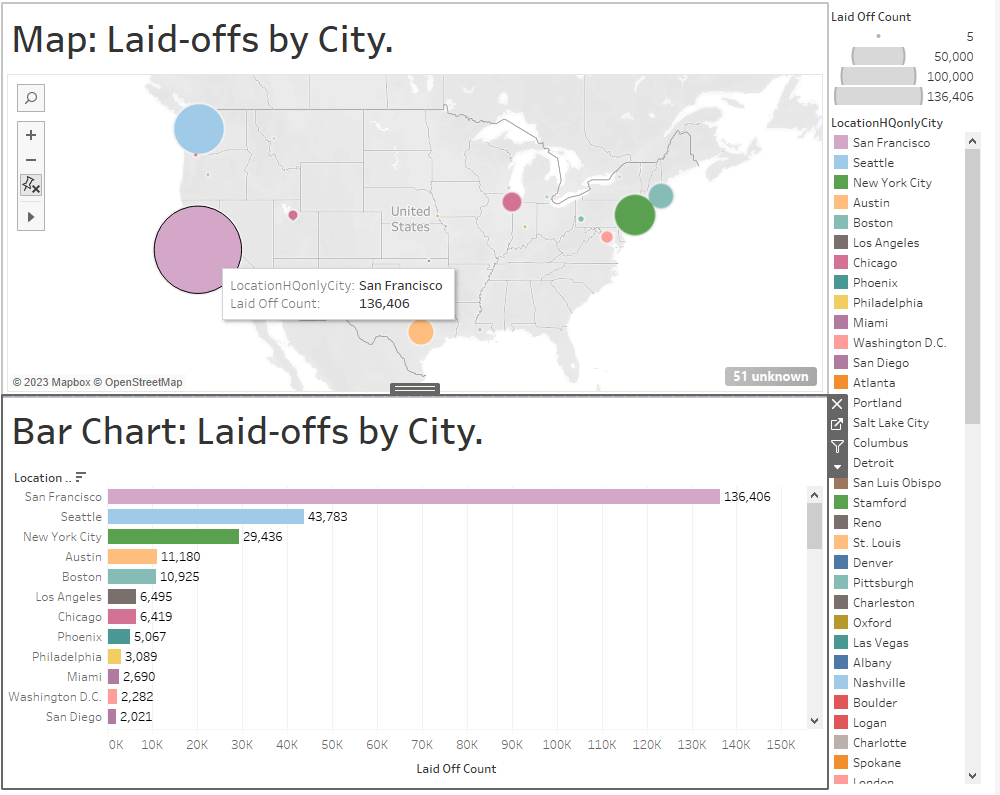 Map: Laid-offs by City.
United
States
LocationHQonlyCity: San Francisco
Laid Off Count: 136,406
© 2023 Mapbox © OpenStreetMap
51 unknown
Bar Chart: Laid-offs by City.
Location ..
San Francisco 136,406
Seattle 43,783
New York City 29,436
Austin 11,180
Boston 10,925
Los Angeles 6,495
Chicago 6,419
Phoenix 5,067
Philadelphia 3,089
Miami 2,690
Washington D.C. 2,282
San Diego 2,021
0K 10K 20K 30K 40K 50K 60K 70K 80K 90K 100K 110K 120K 130K 140K 150K
Laid Off Count
Laid Off Count
5
50,000
100,000
136,406
LocationHQonlyCity
San Francisco
Seattle
New York City
Austin
Boston
Los Angeles
Chicago
Phoenix
Philadelphia
Miami
Washington D.C.
San Diego
Atlanta
Portland
Salt Lake City
Columbus
Detroit
San Luis Obispo
Stamford
Reno
St. Louis
Denver
Pittsburgh
Charleston
Oxford
Las Vegas
Albany
Nashville
Boulder
Logan
Charlotte
Spokane
London